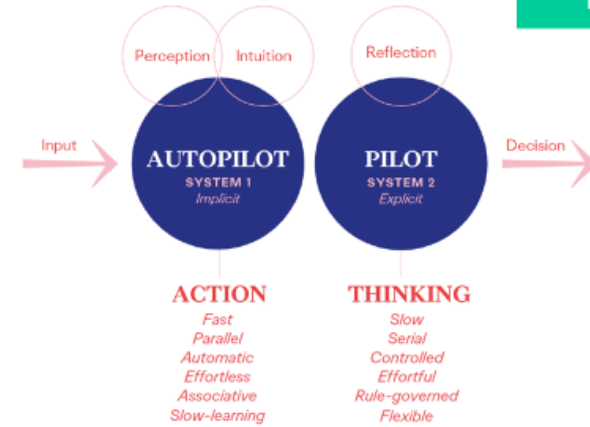 Perception
Intuition
Reflection
Input
AUTOPILOT
SYSTEM 1
Implicit
PILOT
SYSTEM 2
Explicit
Decision
ACTION
Fast
Parallel
Automatic
Effortless
Associative
Slow-learning
THINKING
Slow
Serial
Controlled
Effortful
Rule-governed
Flexible